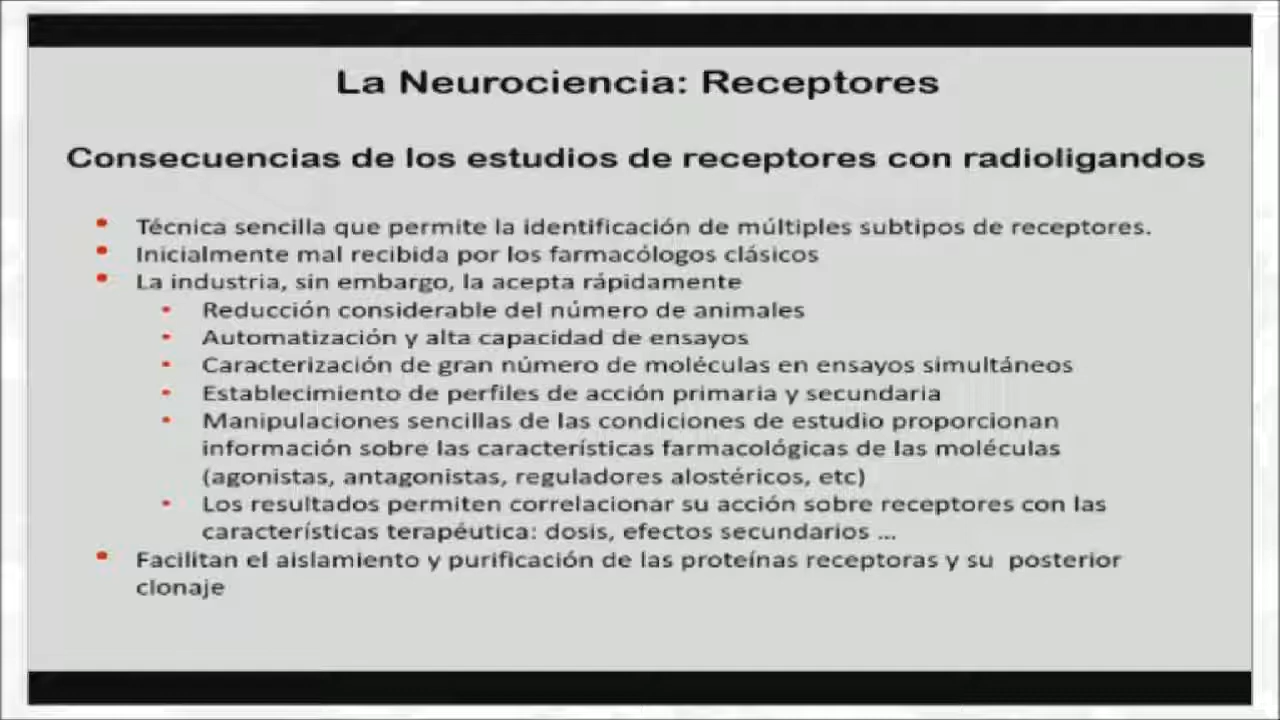 La Neurociencia: Receptores
Consecuencias de los estudios de receptores con radioligandos
• Técnica sencilla que permite la identificación de múltiples subtipos de receptores.
• Inicialmente mal recibida por los farmacólogos clásicos
• La industria, sin embargo, la acepta rápidamente
• Reducción considerable del número de animales
• Automatización y alta capacidad de ensayos
• Caracterización de gran número de moléculas en ensayos simultáneos
• Establecimiento de perfiles de acción primaria y secundaria
• Manipulaciones sencillas de las condiciones de estudio proporcionan
información sobre las características farmacológicas de las moléculas
(agonistas, antagonistas, reguladores alostéricos, etc)
• Los resultados permiten correlacionar su acción sobre receptores con las
características terapéutica: dosis, efectos secundarios ...
• Facilitan el aislamiento y purificación de las proteínas receptoras y su posterior
clonaje